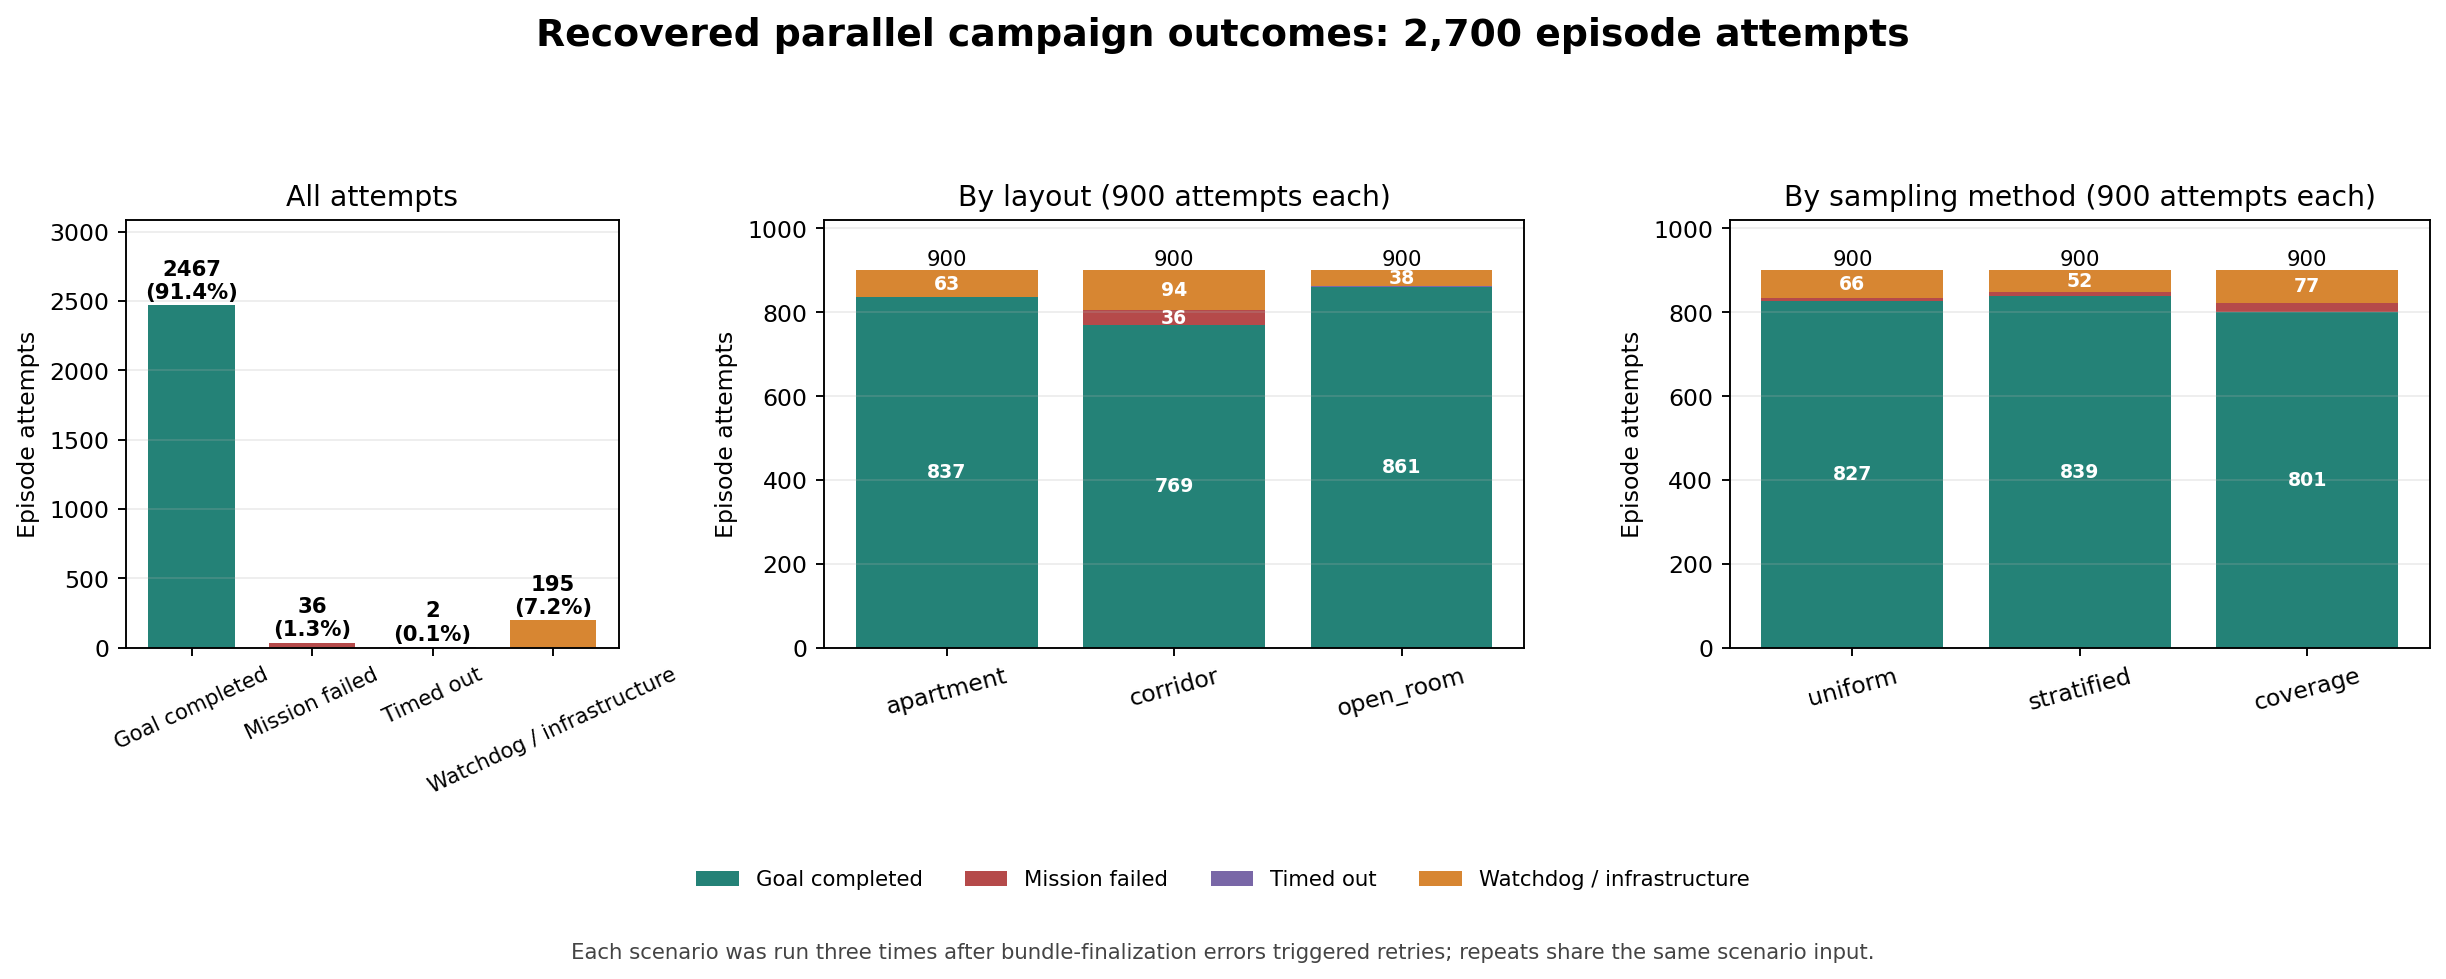 Recovered parallel campaign outcomes: 2,700 episode attempts
All attempts
Episode attempts
3000
2500
2000
1500
1000
500
0
2467
(91.4%)
36
(1.3%)
2
(0.1%)
195
(7.2%)
Goal completed
Mission failed
Timed out
Watchdog / infrastructure
By layout (900 attempts each)
Episode attempts
1000
800
600
400
200
0
900
900
900
63
94
38
36
837
769
861
apartment
corridor
open_room
By sampling method (900 attempts each)
Episode attempts
1000
800
600
400
200
0
900
900
900
66
52
77
827
839
801
uniform
stratified
coverage
Goal completed
Mission failed
Timed out
Watchdog / infrastructure
Each scenario was run three times after bundle-finalization errors triggered retries; repeats share the same scenario input.